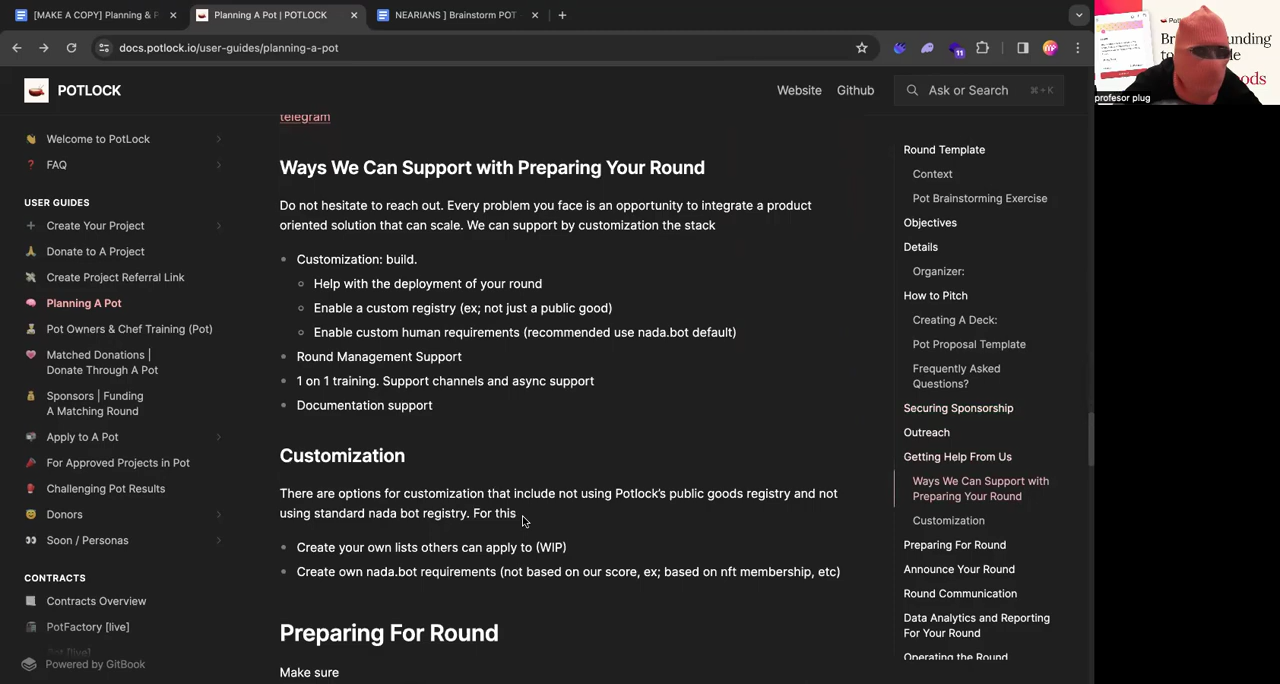 [MAKE A COPY] Planning & P
Planning A Pot | POTLOCK
NEARIANS ] Brainstorm POT
docs.potlock.io/user-guides/planning-a-pot
11
POTLOCK
Website
Github
Ask or Search
⌘+K
Welcome to PotLock
FAQ
USER GUIDES
Create Your Project
Donate to A Project
Create Project Referral Link
Planning A Pot
Pot Owners & Chef Training (Pot)
Matched Donations |
Donate Through A Pot
Sponsors | Funding
A Matching Round
Apply to A Pot
For Approved Projects in Pot
Challenging Pot Results
Donors
Soon / Personas
CONTRACTS
Contracts Overview
PotFactory [live]
Pot [live]
Powered by GitBook
telegram
Ways We Can Support with Preparing Your Round
Do not hesitate to reach out. Every problem you face is an opportunity to integrate a product
oriented solution that can scale. We can support by customization the stack
Customization: build.
Help with the deployment of your round
Enable a custom registry (ex; not just a public good)
Enable custom human requirements (recommended use nada.bot default)
Round Management Support
1 on 1 training. Support channels and async support
Documentation support
Customization
There are options for customization that include not using Potlock's public goods registry and not
using standard nada bot registry. For this
Create your own lists others can apply to (WIP)
Create own nada.bot requirements (not based on our score, ex; based on nft membership, etc)
Preparing For Round
Make sure
Round Template
Context
Pot Brainstorming Exercise
Objectives
Details
Organizer:
How to Pitch
Creating A Deck:
Pot Proposal Template
Frequently Asked
Questions?
Securing Sponsorship
Outreach
Getting Help From Us
Ways We Can Support with
Preparing Your Round
Customization
Preparing For Round
Announce Your Round
Round Communication
Data Analytics and Reporting
For Your Round
Operating the Round
profesor plug